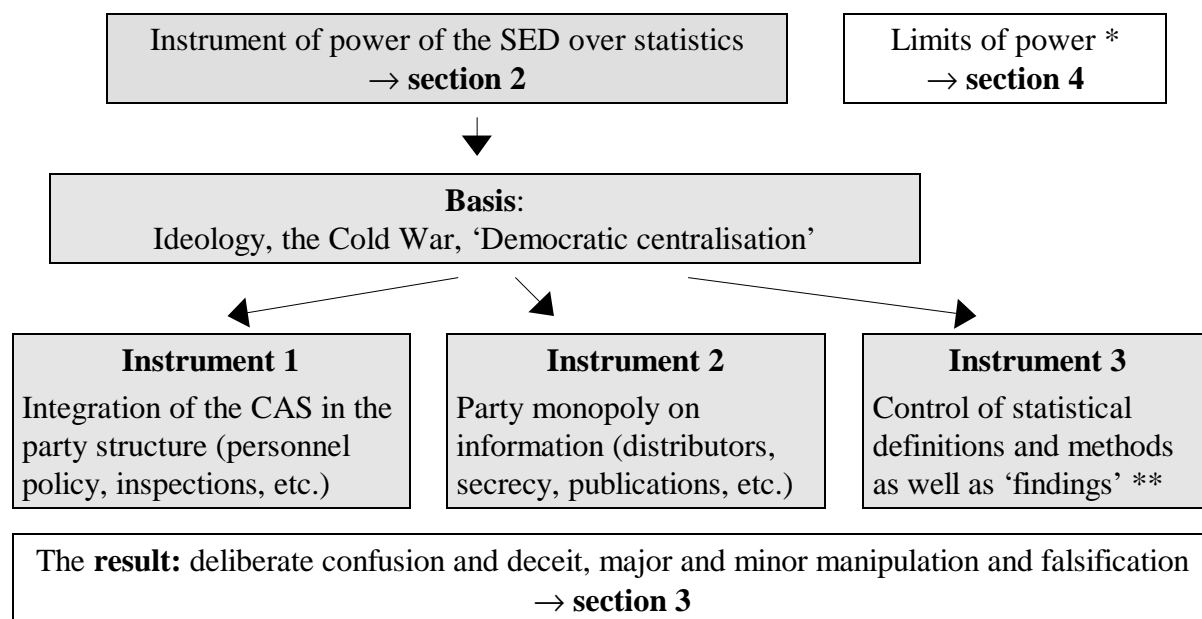 Instrument of power of the SED over statistics
→ section 2
Limits of power *
→ section 4
Basis:
Ideology, the Cold War, ‘Democratic centralisation’
Instrument 1
Integration of the CAS in the
party structure (personnel
policy, inspections, etc.)
Instrument 2
Party monopoly on
information (distributors,
secrecy, publications, etc.)
Instrument 3
Control of statistical
definitions and methods
as well as ‘findings’ **
The result: deliberate confusion and deceit, major and minor manipulation and falsification
→ section 3